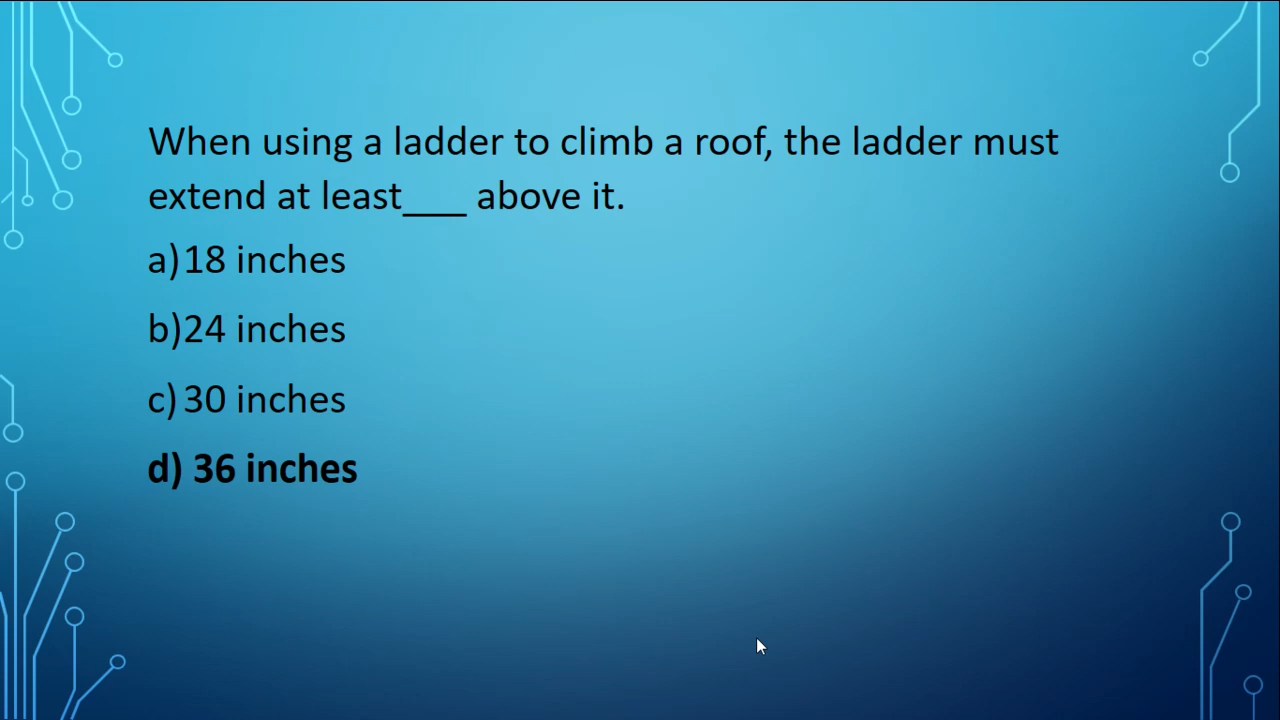 When using a ladder to climb a roof, the ladder must
extend at least___ above it.
a) 18 inches
b) 24 inches
c) 30 inches
d) 36 inches